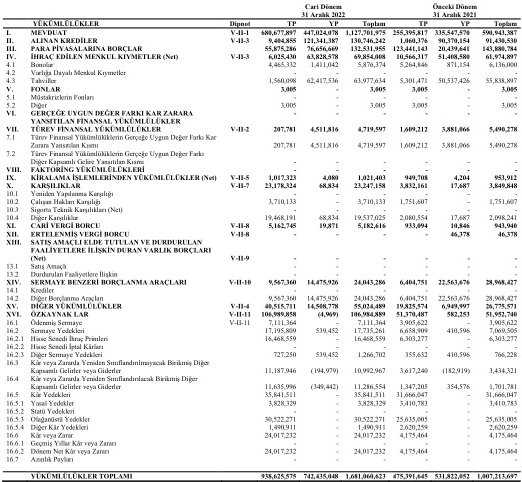 Cari Dönem Önceki Dönem
31 Aralık 2022 31 Aralık 2021
YÜKÜMLÜLÜKLER Dipnot TP YP Toplam TP YP Toplam
I. MEVDUAT V-II-1 680,677,897 447,024,078 1,127,701,975 255,395,817 335,547,570 590,943,387
II. ALINAN KREDİLER V-II-3 9,404,855 121,341,387 130,746,242 1,060,376 90,370,154 91,430,530
III. PARA PİYASALARINA BORÇLAR 55,875,286 76,656,669 132,531,955 123,441,143 20,439,641 143,880,784
IV. İHRAÇ EDİLEN MENKUL KIYMETLER (Net) V-II-3 6,025,430 63,828,578 69,854,008 10,566,317 51,408,580 61,974,897
4.1 Bonolar 4,465,332 1,411,042 5,876,374 5,264,846 871,154 6,136,000
4.2 Varlığa Dayalı Menkul Kıymetler - - - - - -
4.3 Tahviller 1,560,098 62,417,536 63,977,634 5,301,471 50,537,426 55,838,897
V. FONLAR 3,005 - 3,005 3,005 - 3,005
5.1 Müstakrizlerin Fonları - - - - - -
5.2 Diğer 3,005 - 3,005 3,005 - 3,005
VI. GERÇEĞE UYGUN DEĞER FARKI KAR ZARARA
YANSITILAN FİNANSAL YÜKÜMLÜLÜKLER - - - - - -
VII. TÜREV FİNANSAL YÜKÜMLÜLÜKLER V-II-2 207,781 4,511,816 4,719,597 1,609,212 3,881,066 5,490,278
7.1 Türev Finansal Yükümlülüklerin Gerçeğe Uygun Değer Farkı Kar
Zarara Yansıtılan Kısmı 207,781 4,511,816 4,719,597 1,609,212 3,881,066 5,490,278
7.2 Türev Finansal Yükümlülüklerin Gerçeğe Uygun Değer Farkı
Diğer Kapsamlı Gelire Yansıtılan Kısmı - - - - - -
VIII. FAKTORİNG YÜKÜMLÜLÜKLERİ - - - - - -
IX. KİRALAMA İŞLEMLERİNDEN YÜKÜMLÜLÜKLER (Net) V-II-5 1,017,323 4,080 1,021,403 949,708 4,204 953,912
X. KARŞILIKLAR V-II-7 23,178,324 68,834 23,247,158 3,832,161 17,687 3,849,848
10.1 Yeniden Yapılanma Karşılığı - - - - - -
10.2 Çalışan Hakları Karşılığı 3,710,133 - 3,710,133 1,751,607 - 1,751,607
10.3 Sigorta Teknik Karşılıkları (Net) - - - - - -
10.4 Diğer Karşılıklar 19,468,191 68,834 19,537,025 2,080,554 17,687 2,098,241
XI. CARİ VERGİ BORCU V-II-8 5,162,745 19,871 5,182,616 933,094 10,846 943,940
XII. ERTELENMİŞ VERGİ BORCU V-II-8 - - - - 46,378 46,378
XIII. SATIŞ AMAÇLI ELDE TUTULAN VE DURDURULAN
FAALİYETLERE İLİŞKİN DURAN VARLIK BORÇLARI
(Net) V-II-9 - - - - - -
13.1 Satış Amaçlı - - - - - -
13.2 Durdurulan Faaliyetlere İlişkin - - - - - -
XIV. SERMAYE BENZERİ BORÇLANMA ARAÇLARI V-II-10 9,567,360 14,475,926 24,043,286 6,404,751 22,563,676 28,968,427
14.1 Krediler - - - - - -
14.2 Diğer Borçlanma Araçları 9,567,360 14,475,926 24,043,286 6,404,751 22,563,676 28,968,427
XV. DİĞER YÜKÜMLÜLÜKLER V-II-4 40,515,711 14,508,778 55,024,489 19,825,574 6,949,997 26,775,571
XVI. ÖZKAYNAKLAR V-II-11 106,989,858 (4,969) 106,984,889 51,370,487 582,253 51,952,740
16.1 Ödenmiş Sermaye V-II-11 7,111,364 - 7,111,364 3,905,622 - 3,905,622
16.2 Sermaye Yedekleri 17,195,809 539,452 17,735,261 6,658,909 410,596 7,069,505
16.2.1 Hisse Senedi İhraç Primleri 16,468,559 - 16,468,559 6,303,277 - 6,303,277
16.2.2 Hisse Senedi İptal Kârları - - - - - -
16.2.3 Diğer Sermaye Yedekleri 727,250 539,452 1,266,702 355,632 410,596 766,228
16.3 Kâr veya Zararda Yeniden Sınıflandırılmayacak Birikmiş Diğer
Kapsamlı Gelirler veya Giderler 11,187,946 (194,979) 10,992,967 3,617,240 (182,919) 3,434,321
16.4 Kâr veya Zararda Yeniden Sınıflandırılacak Birikmiş Diğer
Kapsamlı Gelirler veya Giderler 11,635,996 (349,442) 11,286,554 1,347,205 354,576 1,701,781
16.5 Kâr Yedekleri 35,841,511 - 35,841,511 31,666,047 - 31,666,047
16.5.1 Yasal Yedekler 3,828,329 - 3,828,329 3,410,783 - 3,410,783
16.5.2 Statü Yedekleri - - - - - -
16.5.3 Olağanüstü Yedekler 30,522,271 - 30,522,271 25,635,005 - 25,635,005
16.5.4 Diğer Kâr Yedekleri 1,490,911 - 1,490,911 2,620,259 - 2,620,259
16.6 Kâr veya Zarar 24,017,232 - 24,017,232 4,175,464 - 4,175,464
16.6.1 Geçmiş Yıllar Kâr veya Zararı - - - - - -
16.6.2 Dönem Net Kâr veya Zararı 24,017,232 - 24,017,232 4,175,464 - 4,175,464
16.7 Azınlık Payları - - - - - -
YÜKÜMLÜLÜKLER TOPLAMI 938,625,575 742,435,048 1,681,060,623 475,391,645 531,822,052 1,007,213,697